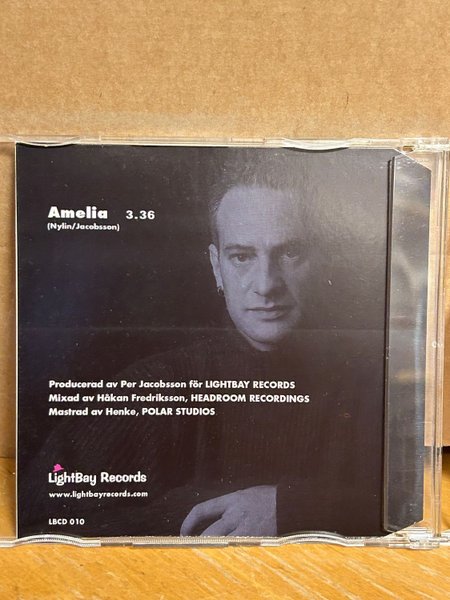 Amelia 3.36
(Nylin/Jacobsson)
Producerad av Per Jacobsson för LIGHTBAY RECORDS
Mixad av Håkan Fredriksson, HEADROOM RECORDINGS
Mastrad av Henke, POLAR STUDIOS
LightBay Records
www.lightbayrecords.com
LBCD 010